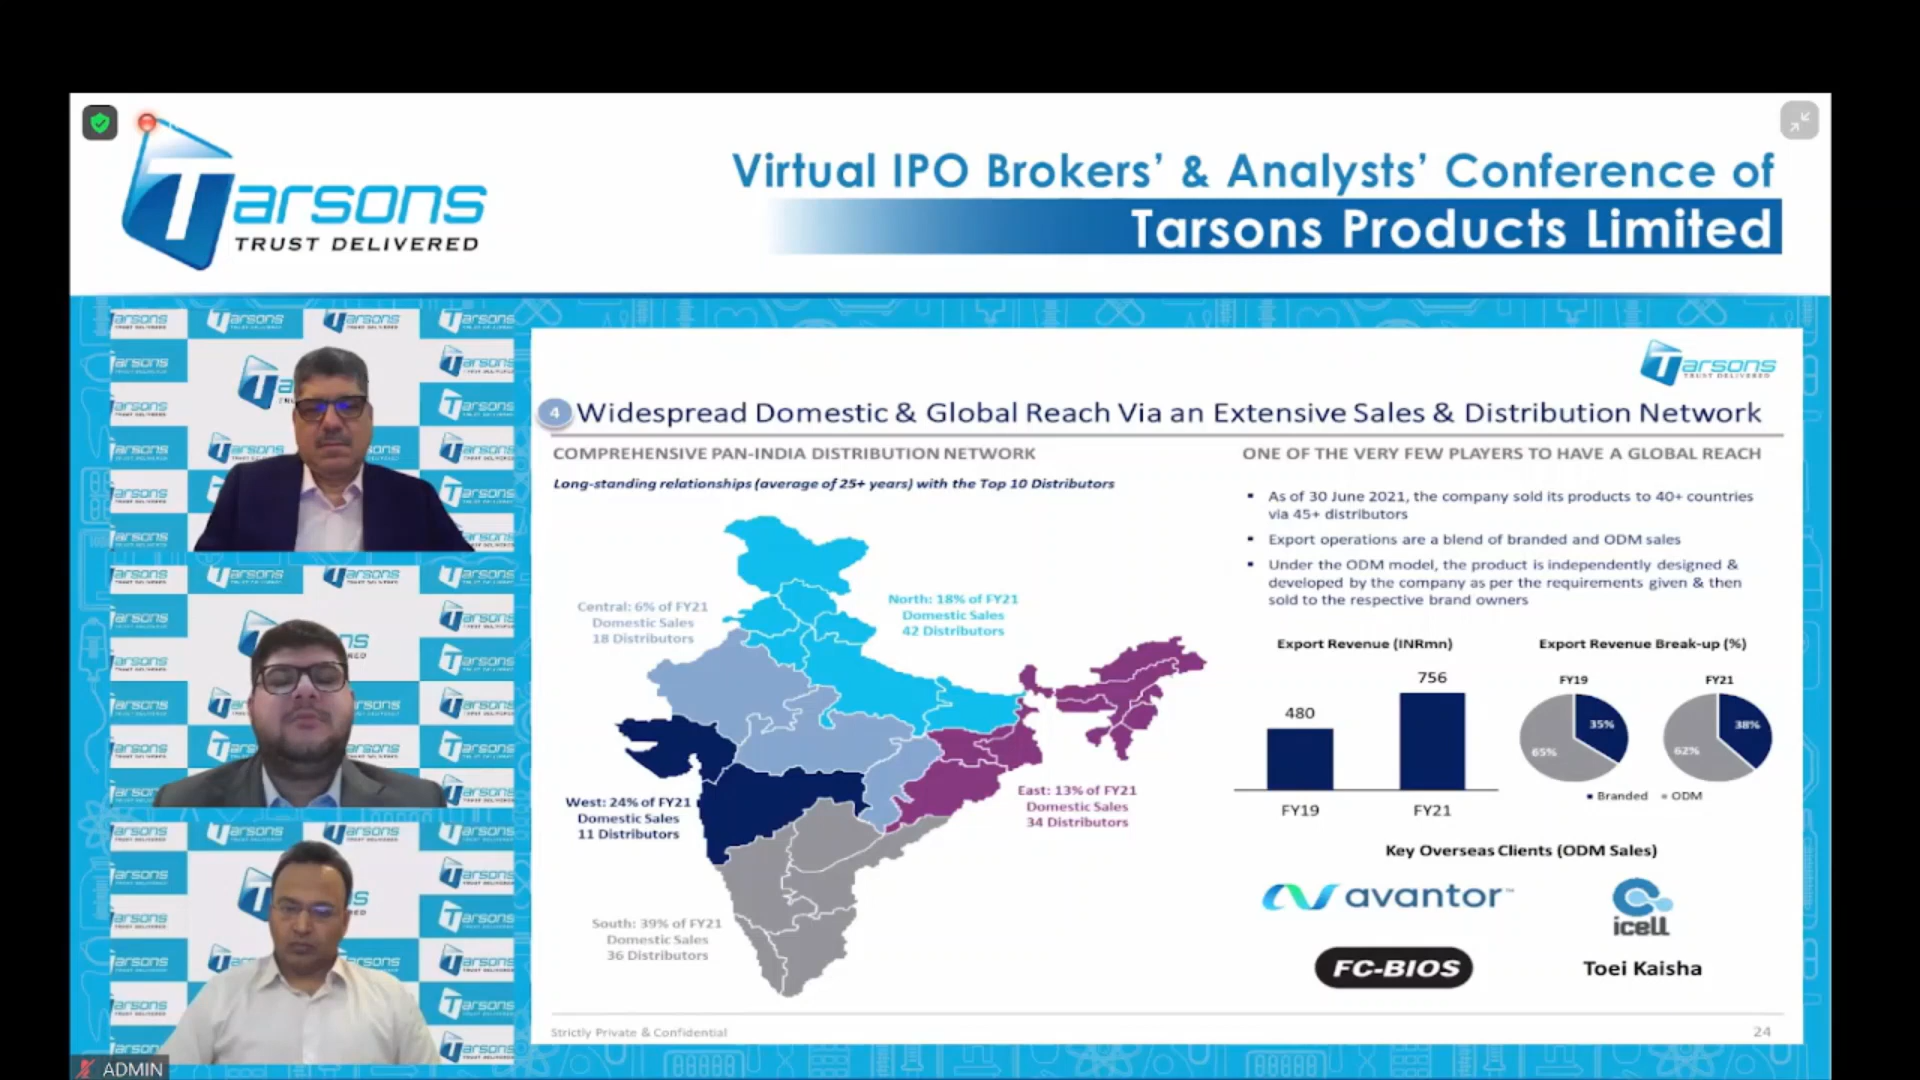 Tarsons
TRUST DELIVERED
Virtual IPO Brokers’ & Analysts’ Conference of
Tarsons Products Limited
Tarsons
TRUST DELIVERED
4 Widespread Domestic & Global Reach Via an Extensive Sales & Distribution Network
COMPREHENSIVE PAN-INDIA DISTRIBUTION NETWORK
Long-standing relationships (average of 25+ years) with the Top 10 Distributors
Central: 6% of FY21
Domestic Sales
18 Distributors
North: 18% of FY21
Domestic Sales
42 Distributors
West: 24% of FY21
Domestic Sales
11 Distributors
East: 13% of FY21
Domestic Sales
34 Distributors
South: 39% of FY21
Domestic Sales
36 Distributors
ONE OF THE VERY FEW PLAYERS TO HAVE A GLOBAL REACH
▪ As of 30 June 2021, the company sold its products to 40+ countries
via 45+ distributors
▪ Export operations are a blend of branded and ODM sales
▪ Under the ODM model, the product is independently designed &
developed by the company as per the requirements given & then
sold to the respective brand owners
Export Revenue (INRmn)
480
756
FY19
FY21
Export Revenue Break-up (%)
FY19
FY21
35%
65%
38%
62%
▪ Branded ▪ ODM
Key Overseas Clients (ODM Sales)
avantor™
icell
FC-BIOS
Toei Kaisha
Strictly Private & Confidential
24
ADMIN